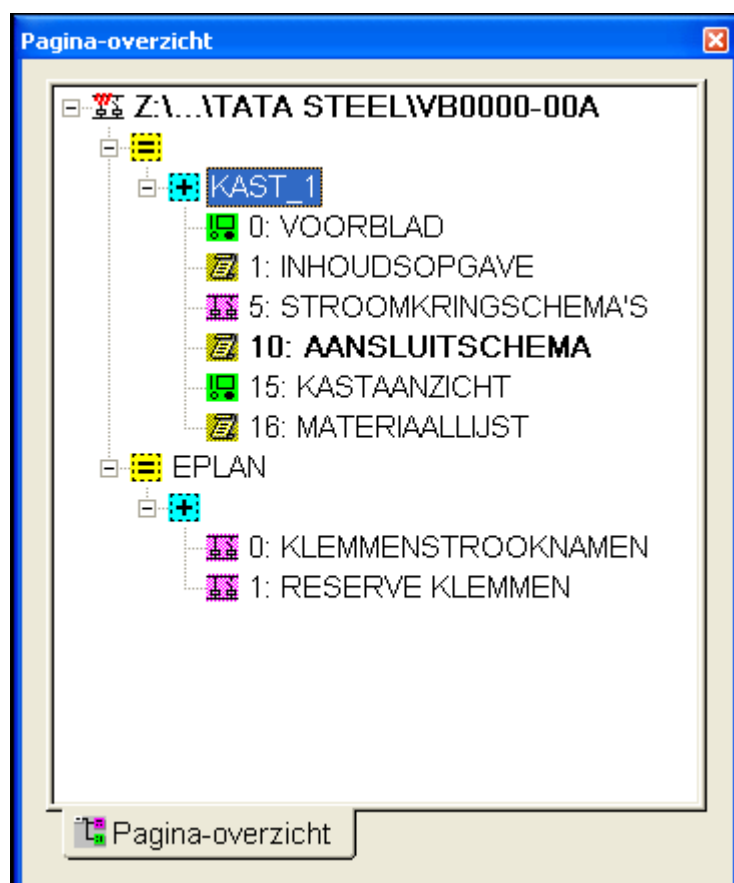 Pagina-overzicht
Z:\...\TATA STEEL\VB0000-00A
KAST_1
0: VOORBLAD
1: INHOUDSOPGAVE
5: STROOMKRINGSCHEMA'S
10: AANSLUITSCHEMA
15: KASTAANZICHT
16: MATERIAALLIJST
EPLAN
0: KLEMMENSTROOKNAMEN
1: RESERVE KLEMMEN
Pagina-overzicht